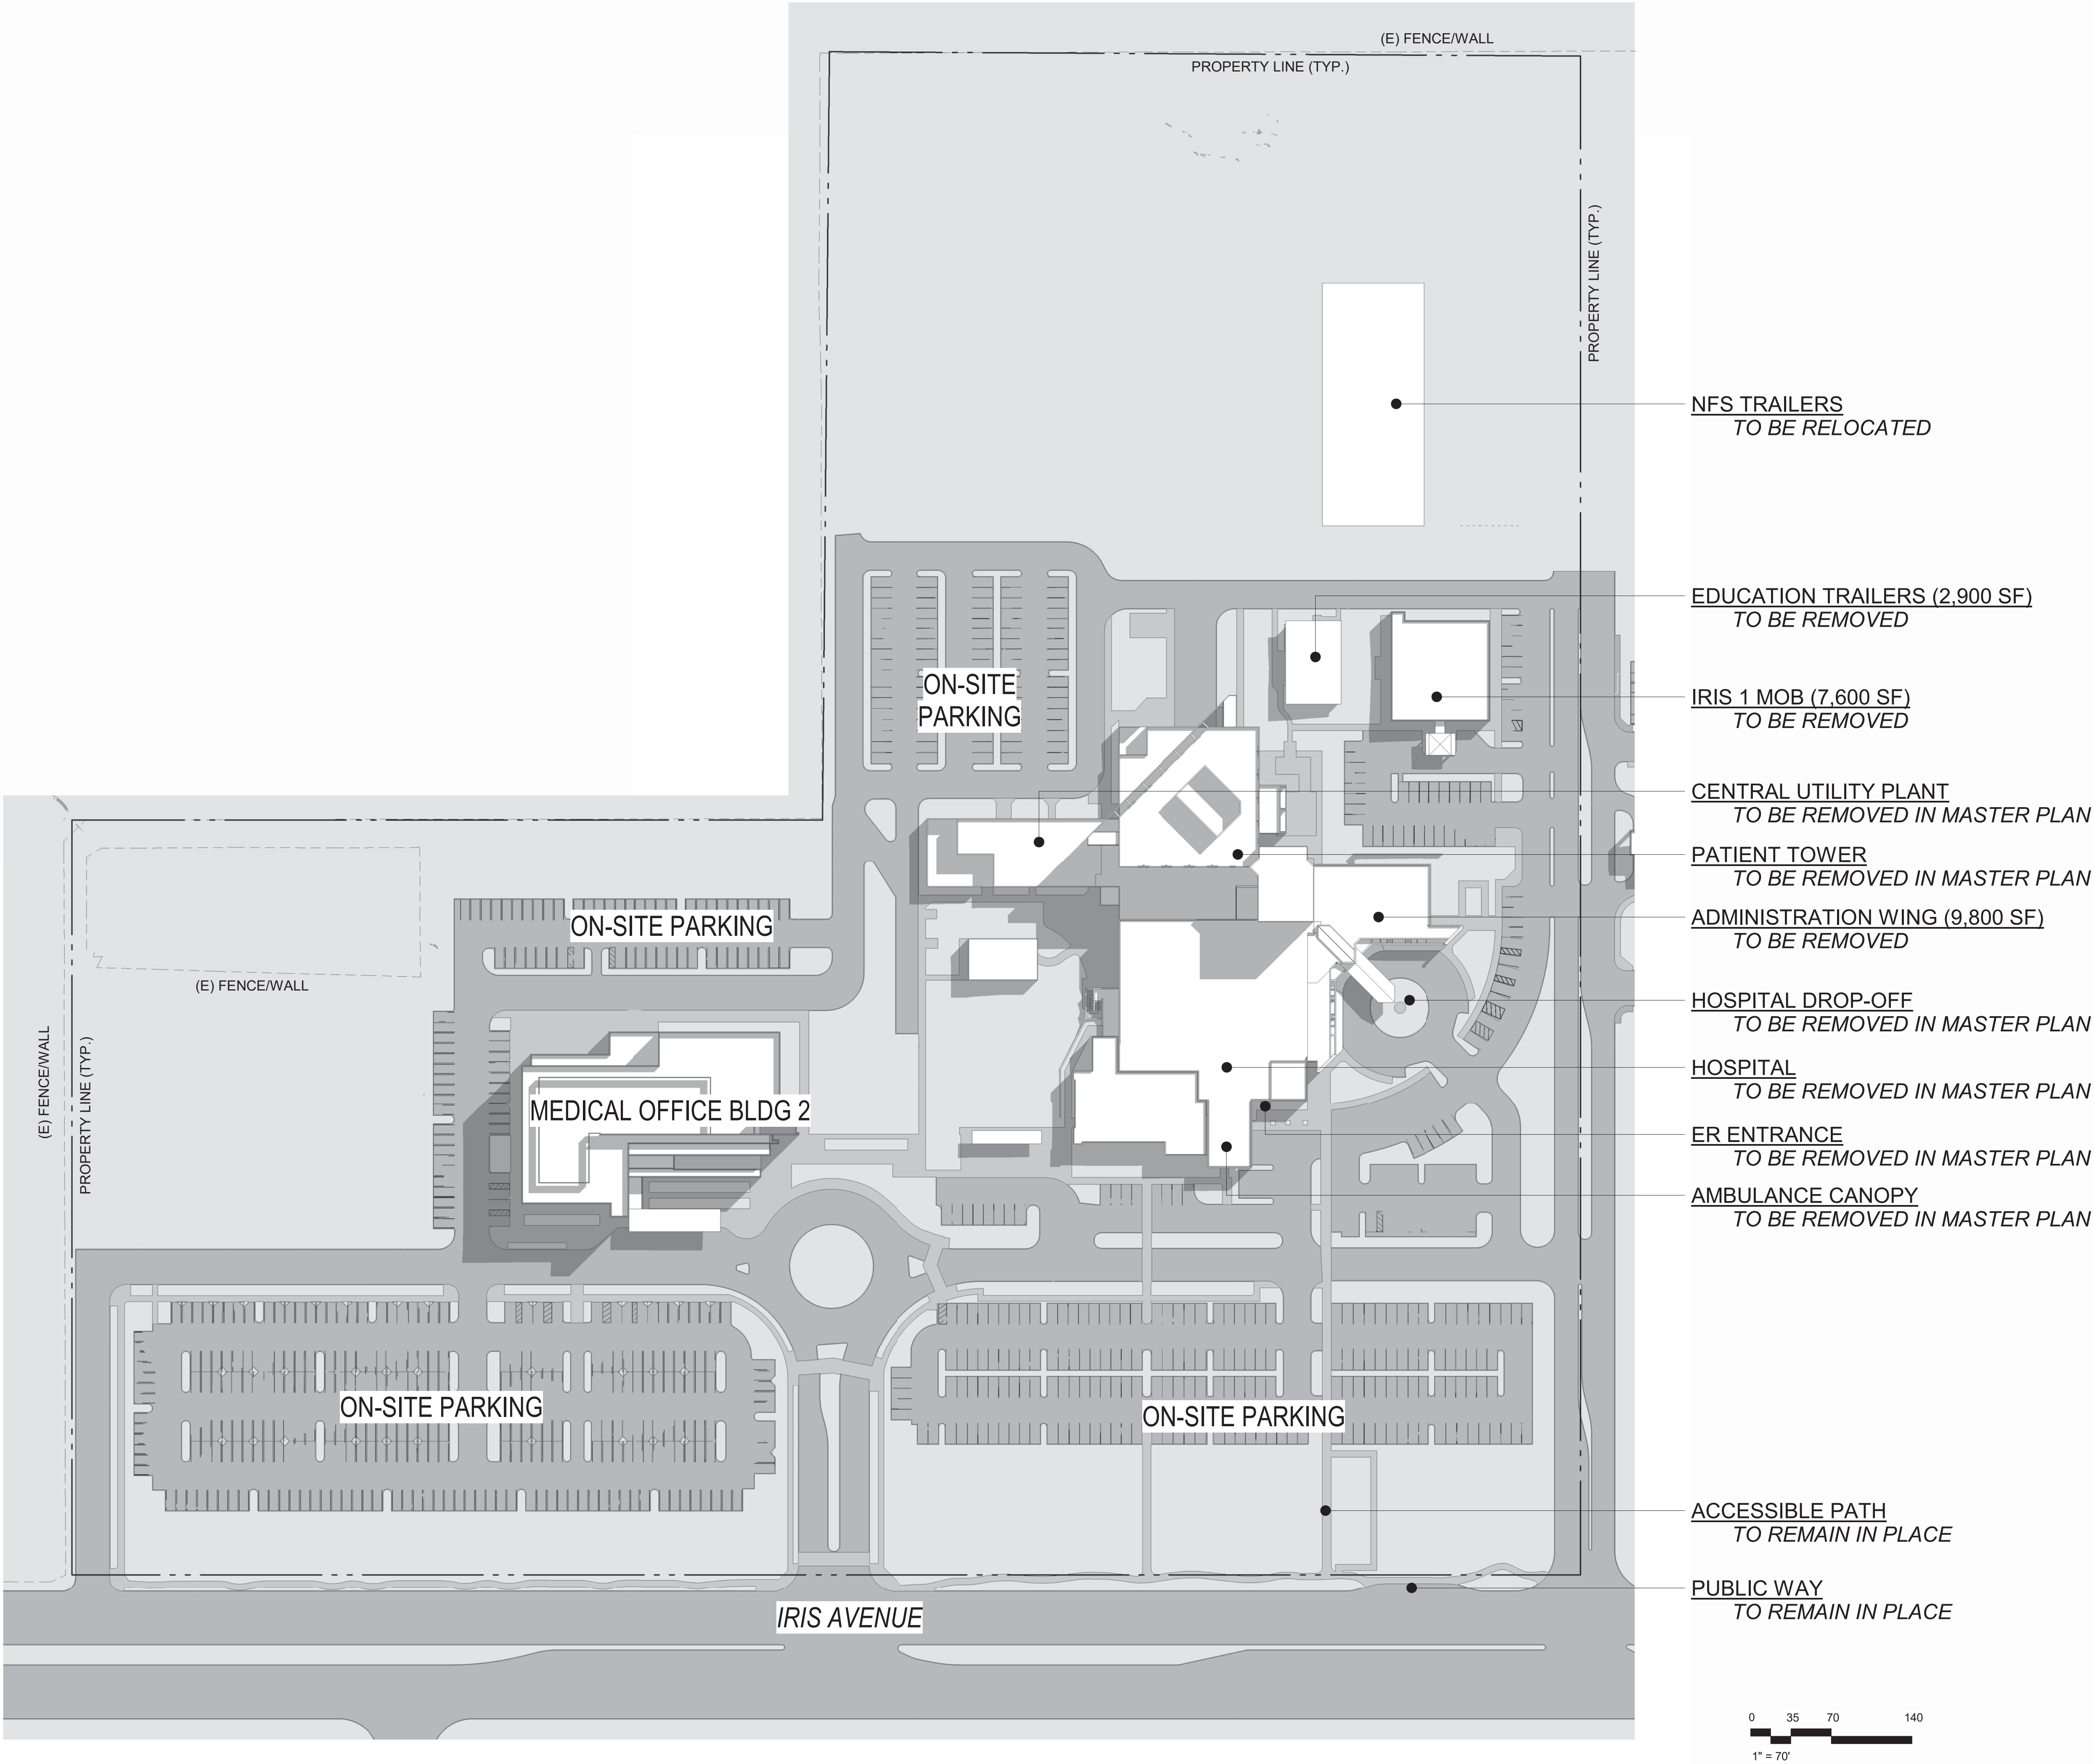 (E) FENCE/WALL
PROPERTY LINE (TYP.)
PROPERTY LINE (TYP.)
NFS TRAILERS
TO BE RELOCATED
EDUCATION TRAILERS (2,900 SF)
TO BE REMOVED
ON-SITE
PARKING
IRIS 1 MOB (7,600 SF)
TO BE REMOVED
CENTRAL UTILITY PLANT
TO BE REMOVED IN MASTER PLAN
PATIENT TOWER
TO BE REMOVED IN MASTER PLAN
ADMINISTRATION WING (9,800 SF)
TO BE REMOVED
ON-SITE PARKING
(E) FENCE/WALL
HOSPITAL DROP-OFF
TO BE REMOVED IN MASTER PLAN
(E) FENCE/WALL
PROPERTY LINE (TYP.)
HOSPITAL
TO BE REMOVED IN MASTER PLAN
MEDICAL OFFICE BLDG 2
ER ENTRANCE
TO BE REMOVED IN MASTER PLAN
AMBULANCE CANOPY
TO BE REMOVED IN MASTER PLAN
ON-SITE PARKING
ON-SITE PARKING
ACCESSIBLE PATH
TO REMAIN IN PLACE
PUBLIC WAY
TO REMAIN IN PLACE
IRIS AVENUE
0 35 70 140
1" = 70'